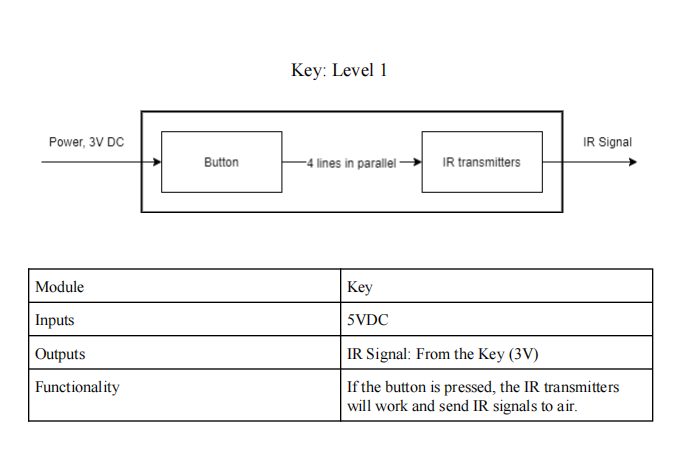 Key: Level 1
Power, 3V DC
IR Signal
Button
4 lines in parallel
IR transmitters
Module
Key
Inputs
5VDC
Outputs
IR Signal: From the Key (3V)
Functionality
If the button is pressed, the IR transmitters
will work and send IR signals to air.